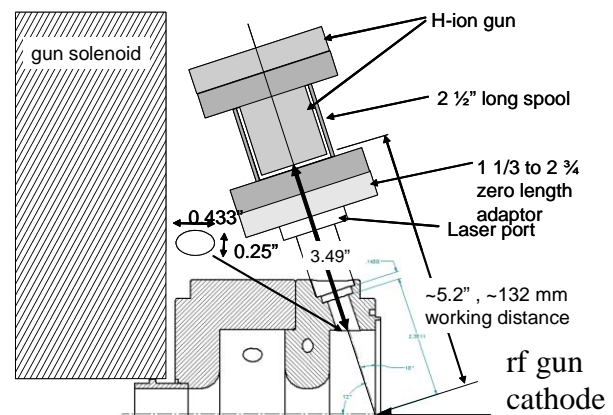 gun solenoid
H-ion gun
2 ½” long spool
1 1/3 to 2 ¾
zero length
adaptor
Laser port
0.433”
0.25”
3.49”
~5.2” , ~132 mm
working distance
18°
rf gun
cathode